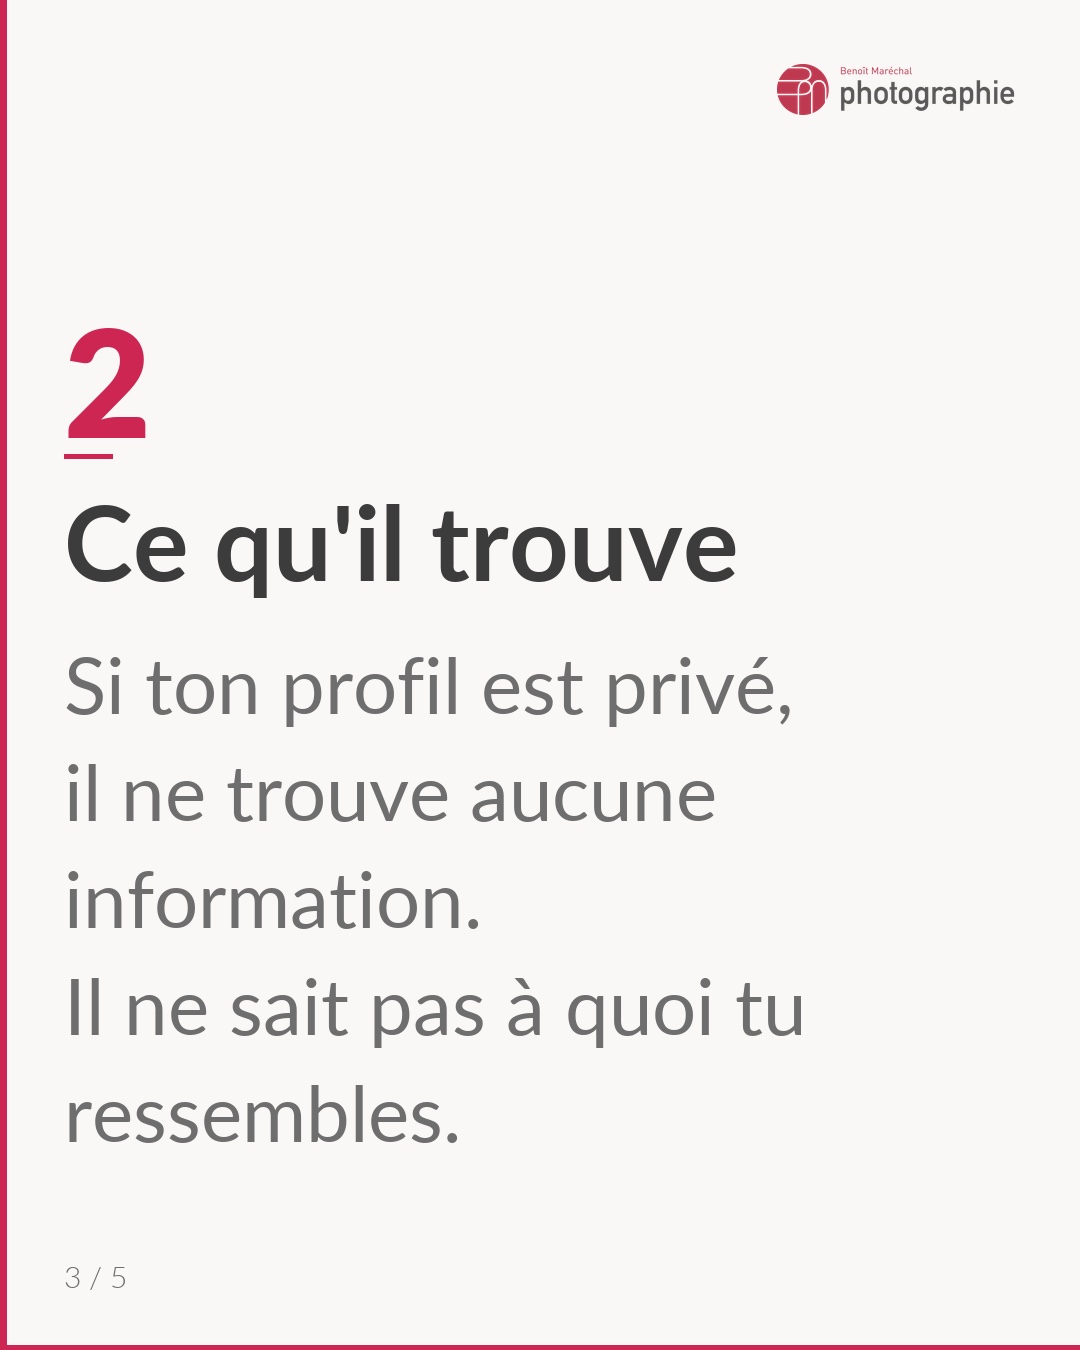 Benoît Maréchal
photographie
2
Ce qu'il trouve
Si ton profil est privé,
il ne trouve aucune
information.
Il ne sait pas à quoi tu
ressembles.
3 / 5